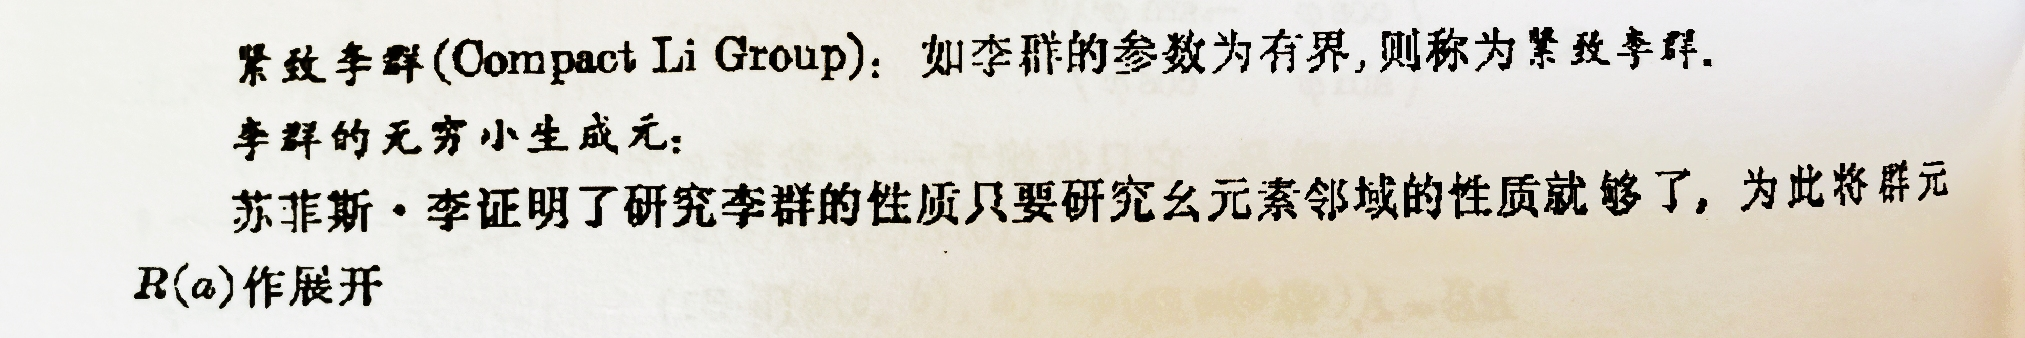 紧致李群(Compact Li Group)：如李群的参数为有界,则称为紧致李群.
李群的无穷小生成元：
苏菲斯·李证明了研究李群的性质只要研究幺元素邻域的性质就够了,为此将群元
R(a)作展开